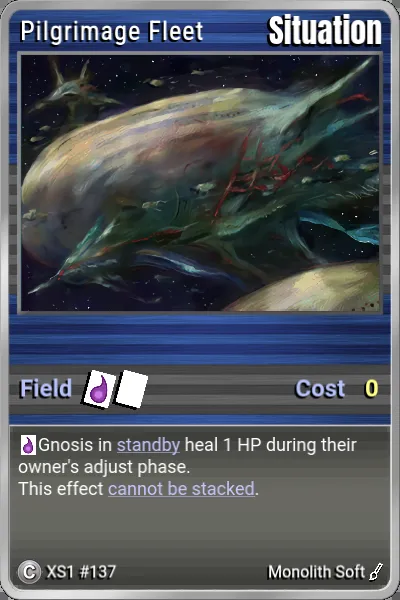 Pilgrimage Fleet
Situation
Field
Cost 0
Gnosis in standby heal 1 HP during their
owner's adjust phase.
This effect cannot be stacked.
C XS1 #137
Monolith Soft